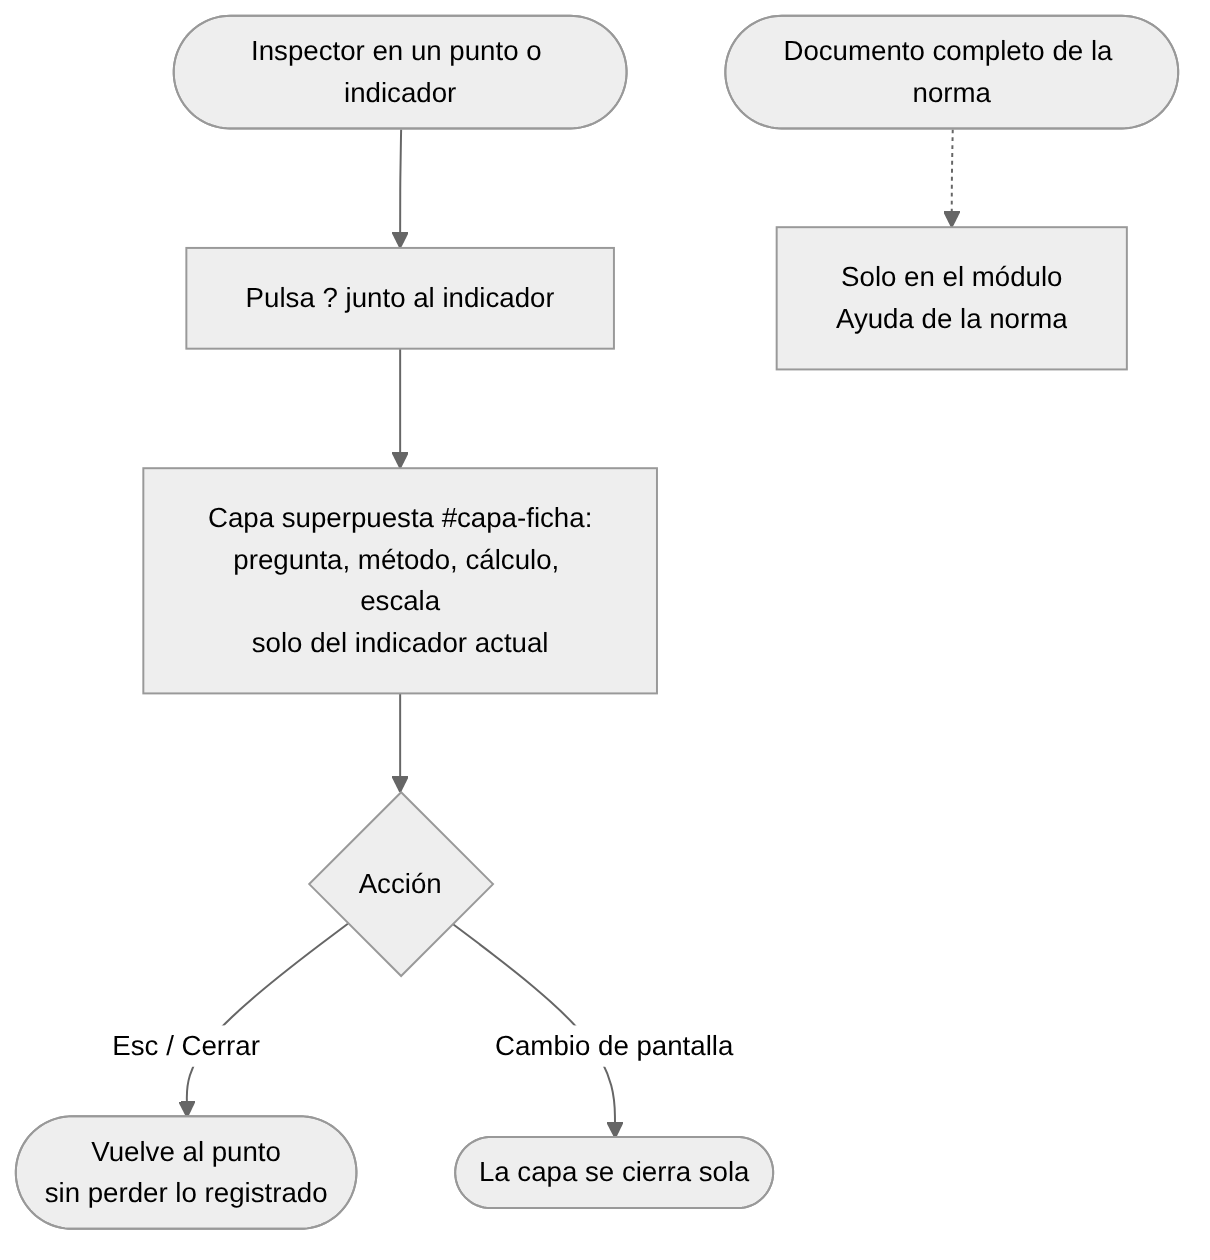 Inspector en un punto o
indicador
Documento completo de la
norma
Pulsa ? junto al indicador
Solo en el módulo
Ayuda de la norma
Capa superpuesta #capa-ficha:
pregunta, método, cálculo,
escala
solo del indicador actual
Acción
Esc / Cerrar
Cambio de pantalla
Vuelve al punto
sin perder lo registrado
La capa se cierra sola